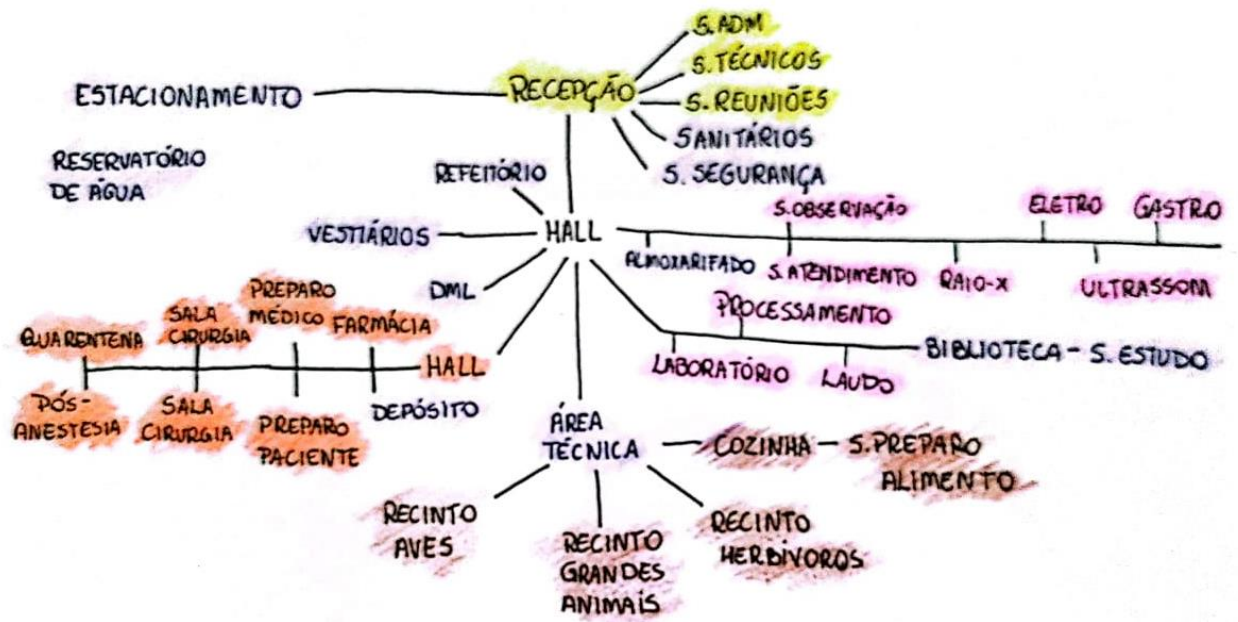 S. ADM
S. TÉCNICOS
ESTACIONAMENTO
RECEPÇÃO
S. REUNIÕES
SANITÁRIOS
S. SEGURANÇA
RESERVATÓRIO
DE ÁGUA
REFEITÓRIO
VESTIÁRIOS
HALL
DML
ALMOXARIFADO
S.OBSERVAÇÃO
S.ATENDIMENTO
RAIO-X
ELETRO
ULTRASSOM
GASTRO
PROCESSAMENTO
LABORATÓRIO
LAUDO
BIBLIOTECA - S. ESTUDO
QUARENTENA
SALA
CIRURGIA
PREPARO
MÉDICO
FARMÁCIA
HALL
PÓS-
ANESTESIA
SALA
CIRURGIA
PREPARO
PACIENTE
DEPÓSITO
ÁREA
TÉCNICA
COZINHA
S. PREPARO
ALIMENTO
RECINTO
AVES
RECINTO
GRANDES
ANIMAIS
RECINTO
HERBÍVOROS